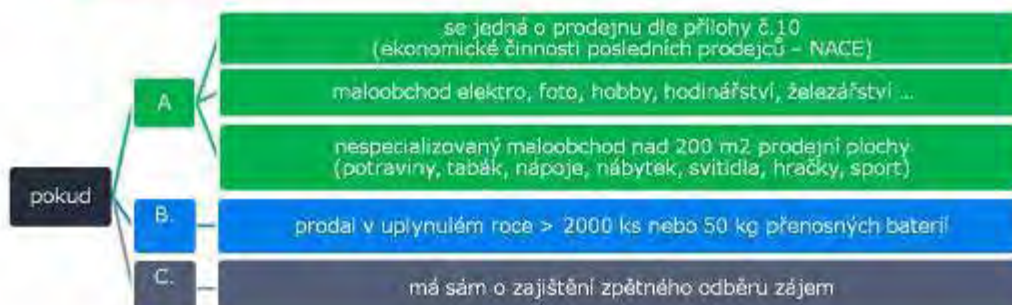 se jedná o prodejnu dle přílohy č.10
(ekonomické činnosti posledních prodejců – NACE)
A
maloobchod elektro, foto, hobby, hodinářství, železářství ...
nespecializovaný maloobchod nad 200 m2 prodejní plochy
(potraviny, tabák, nápoje, nábytek, svítidla, hračky, sport)
pokud
B.
prodal v uplynulém roce > 2000 ks nebo 50 kg přenosných baterií
C.
má sám o zajištění zpětného odběru zájem